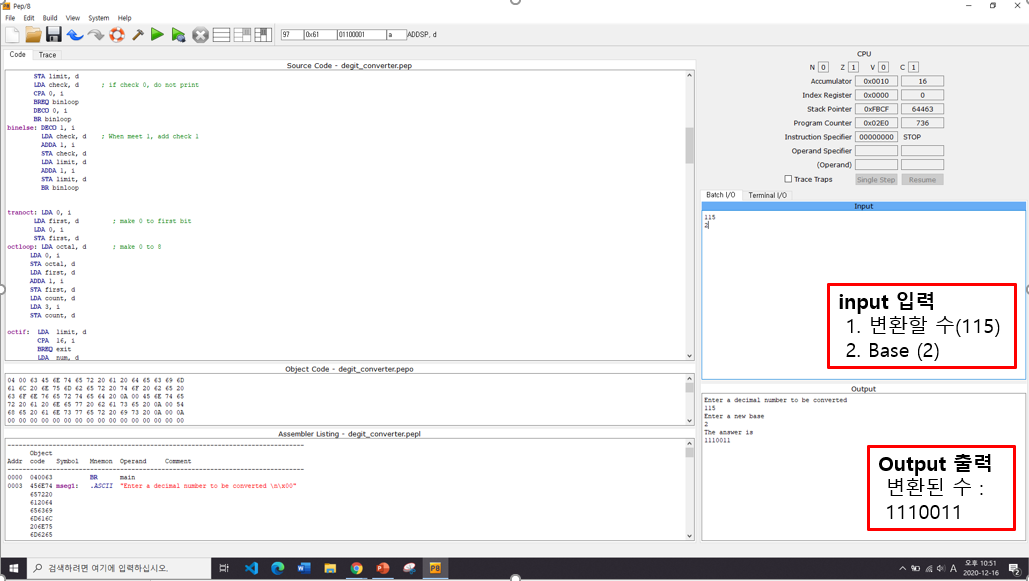 Pep/8
File Edit Build View System Help
97 0x61 01100001 a ADDSP, d
Code Trace
Source Code - degit_converter.pep
STA limit, d
LDA check, d ; if check 0, do not print
CPA 0, i
BREQ binloop
DECO 0, i
BR binloop
binelse: DECO 1, i
LDA check, d ; When meet 1, add check 1
ADDA 1, i
STA check, d
LDA limit, d
ADDA 1, i
STA limit, d
BR binloop
tranoct: LDA 0, i
LDA first, d ; make 0 to first bit
LDA 0, i
STA first, d
octloop: LDA octal, d ; make 0 to 8
LDA 0, i
STA octal, d
LDA first, d
ADDA 1, i
STA first, d
LDA count, d
LDA 3, i
STA count, d
octif: LDA limit, d
CPA 16, i
BREQ exit
LDA num, d
Object Code - degit_converter.pepo
04 00 63 45 6E 74 65 72 20 61 20 64 65 63 69 6D
61 6C 20 6E 75 6D 62 65 72 20 74 6F 20 62 65 20
63 6F 6E 76 65 72 74 65 64 20 0A 00 45 6E 74 65
72 20 61 20 6E 65 77 20 62 61 73 65 20 0A 00 54
68 65 20 61 6E 73 77 65 72 20 69 73 20 0A 00 0A
00 00 00 00 00 00 00 00 00 00 00 00 00 00 00 00
Assembler Listing - degit_converter.pepl
Object
Addr code Symbol Mnemon Operand Comment
0000 040063 BR main
0003 456E74 mseg1: .ASCII "Enter a decimal number to be converted \n\x00"
657220
612064
656369
6D616C
206E75
6D6265
CPU
N 0 Z 1 V 0 C 1
Accumulator 0x0010 16
Index Register 0x0000 0
Stack Pointer 0xFBCF 64463
Program Counter 0x02E0 736
Instruction Specifier 00000000 STOP
Operand Specifier
(Operand)
Trace Traps Single Step Resume
Batch I/O Terminal I/O
Input
115
2
input 입력
1. 변환할 수(115)
2. Base (2)
Output
Enter a decimal number to be converted
115
Enter a new base
2
The answer is
1110011
Output 출력
변환된 수 :
1110011
검색하려면 여기에 입력하십시오.
A 오후 10:51
2020-12-16
2